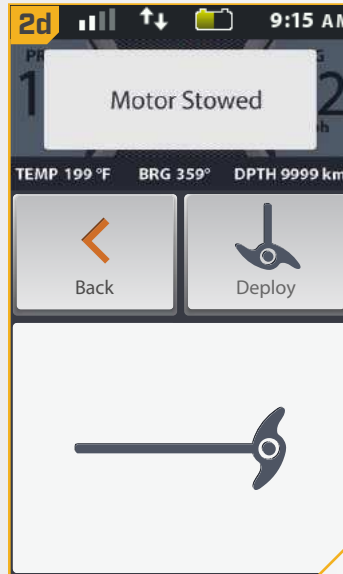 2d
9:15 AM
Motor Stowed
TEMP 199 °F BRG 359° DPTH 9999 km
Back Deploy